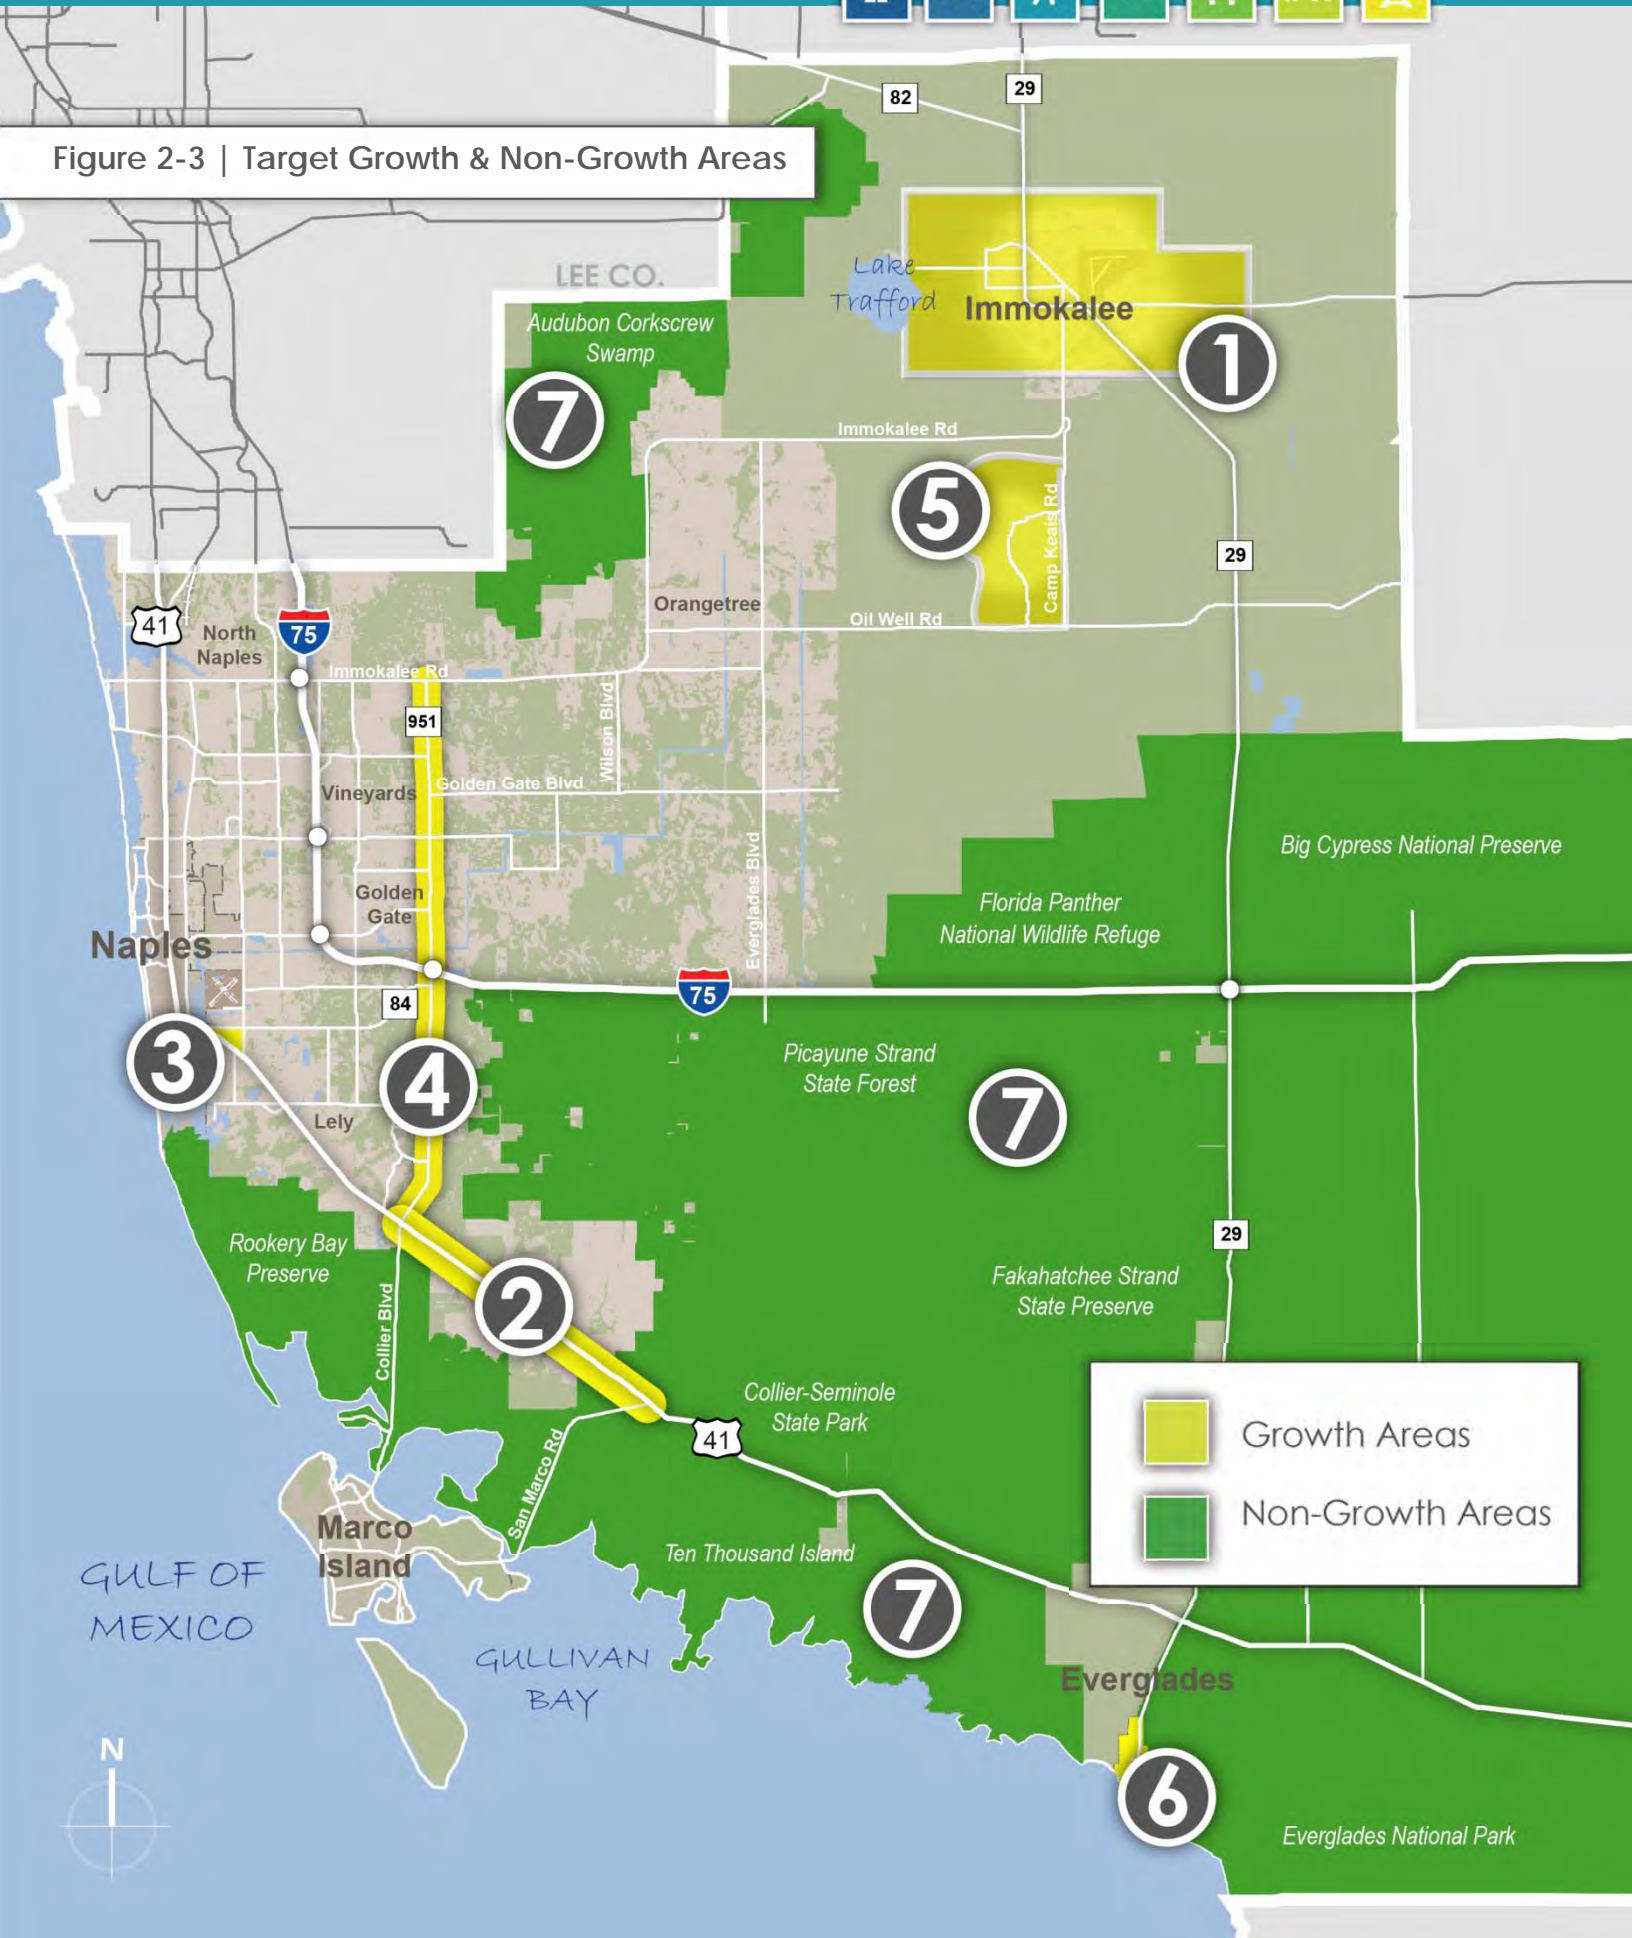 82
29
Figure 2-3 | Target Growth & Non-Growth Areas
LEE CO.
Lake
Trafford
Immokalee
Audubon Corkscrew
Swamp
1
7
Immokalee Rd
5
Camp Keais Rd
29
Orangetree
Oil Well Rd
41
North
Naples
75
Immokalee Rd
951
Wilson Blvd
Golden Gate Blvd
Vineyards
Everglades Blvd
Big Cypress National Preserve
Golden
Gate
Florida Panther
National Wildlife Refuge
Naples
84
75
3
4
Picayune Strand
State Forest
7
Lely
Rookery Bay
Preserve
29
Fakahatchee Strand
State Preserve
2
Collier Blvd
Collier-Seminole
State Park
41
San Marco Rd
Growth Areas
Non-Growth Areas
Marco
Island
Ten Thousand Island
7
GULF OF
MEXICO
GULLIVAN
BAY
Everglades
N
6
Everglades National Park